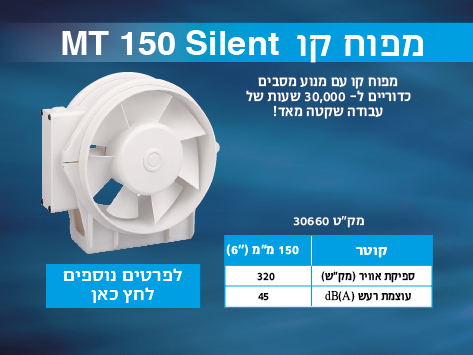 מפוח קו MT 150 Silent
מפוח קו עם מנוע מסבים
כדוריים ל- 30,000 שעות של
עבודה שקטה מאד!
מק"ט 30660
קוטר 150 מ"מ ("6)
ספיקת אוויר (מק"ש) 320
עוצמת רעש dB(A) 45
לפרטים נוספים
לחץ כאן